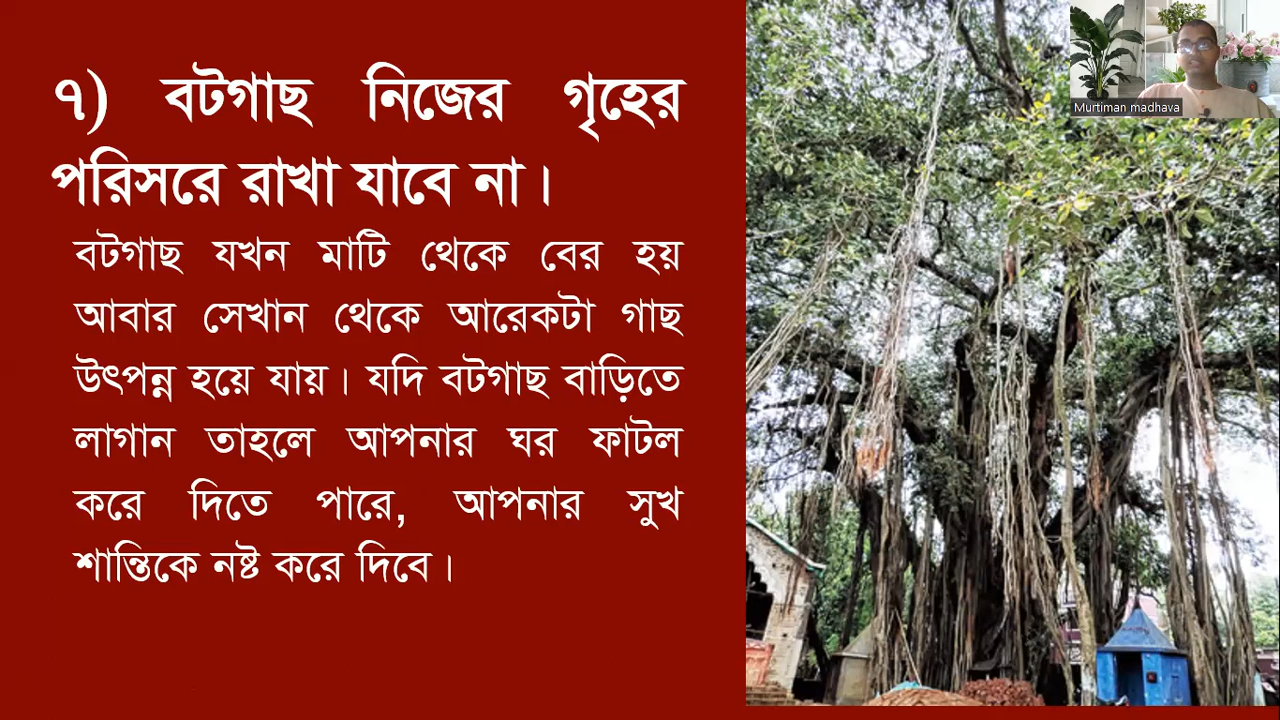 ৭) বটগাছ নিজের গৃহের
পরিসরে রাখা যাবে না।
বটগাছ যখন মাটি থেকে বের হয়
আবার সেখান থেকে আরেকটা গাছ
উৎপন্ন হয়ে যায়। যদি বটগাছ বাড়িতে
লাগান তাহলে আপনার ঘর ফাটল
করে দিতে পারে, আপনার সুখ
শান্তিকে নষ্ট করে দিবে।
Murtiman madhava